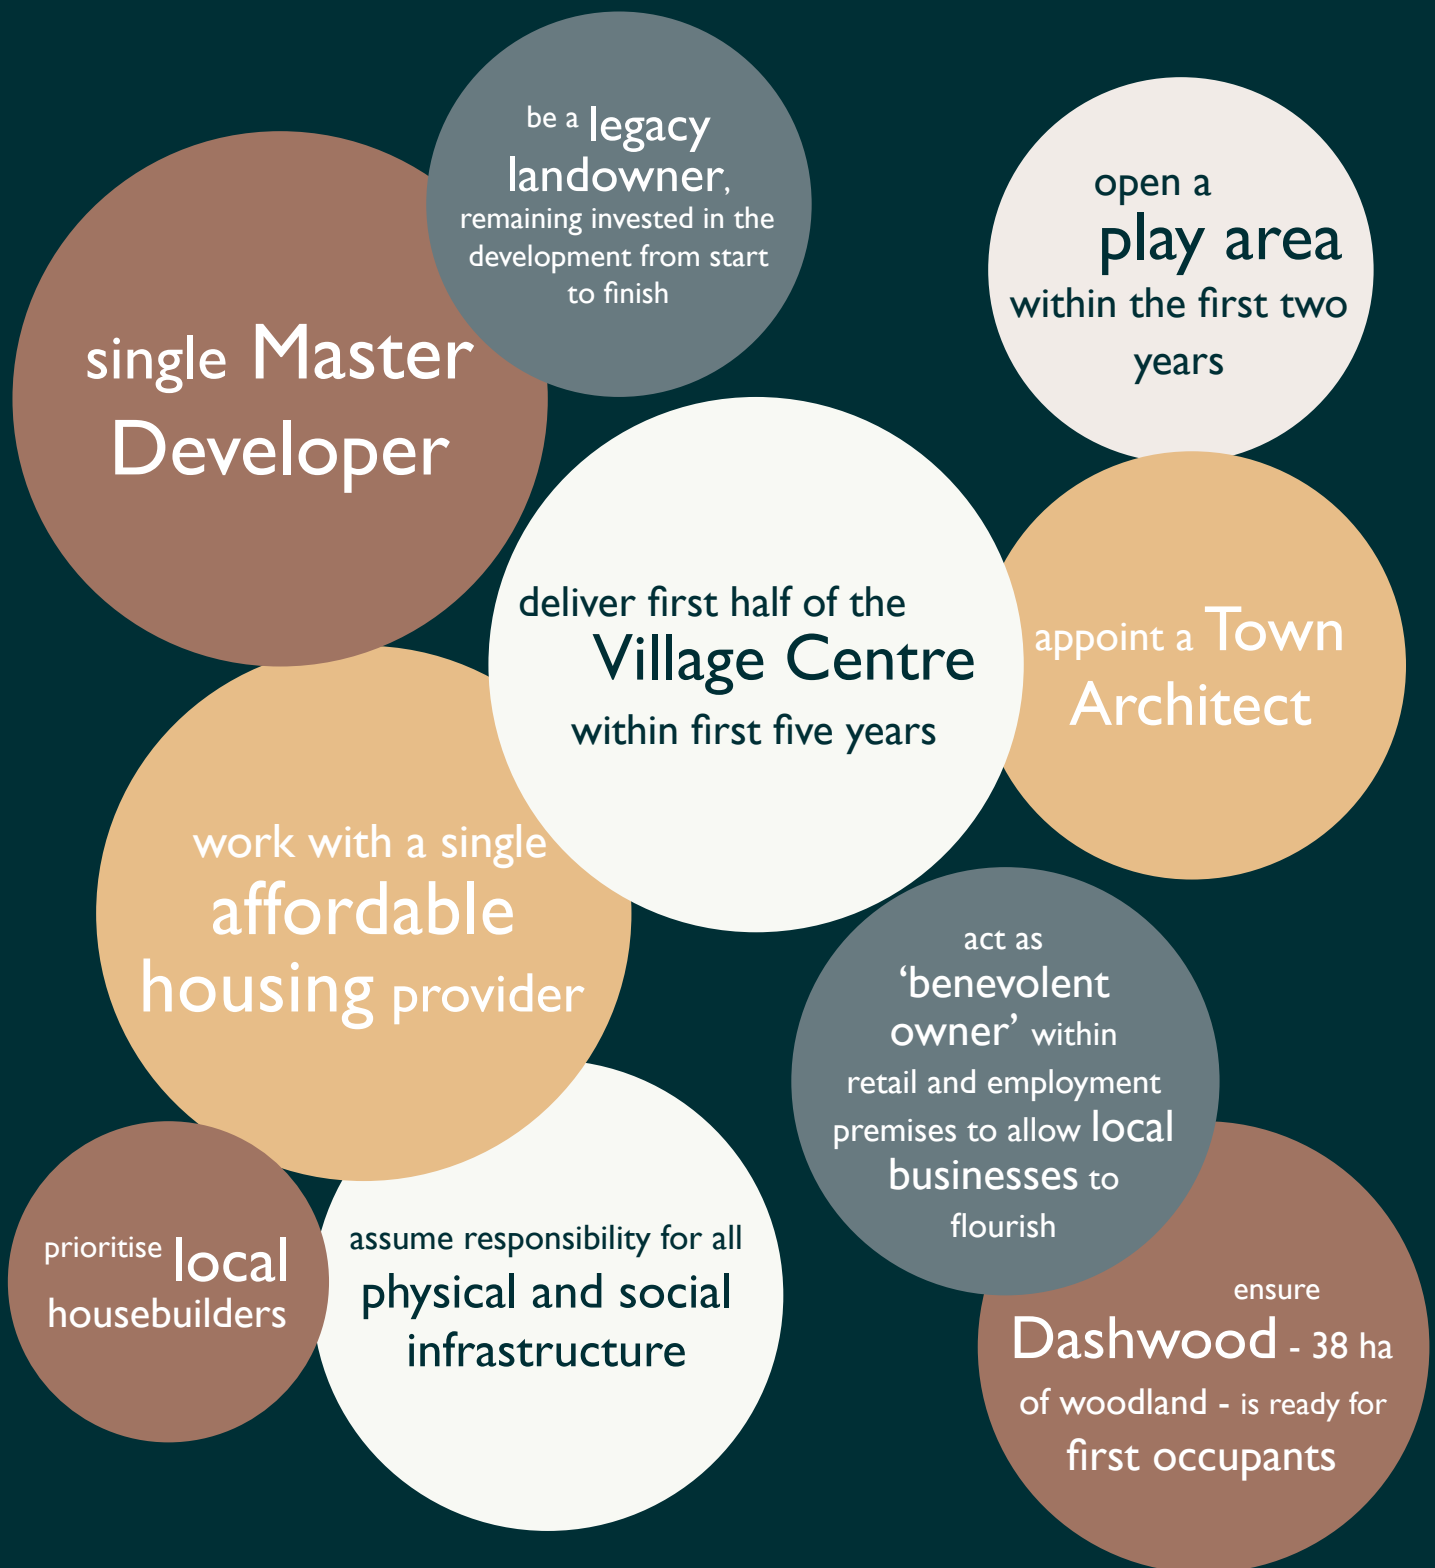 be a legacy
landowner,
remaining invested in the
development from start
to finish
open a
play area
within the first two
years
single Master
Developer
deliver first half of the
Village Centre
within first five years
appoint a Town
Architect
work with a single
affordable
housing provider
act as
‘benevolent
owner’ within
retail and employment
premises to allow local
businesses to
flourish
prioritise local
housebuilders
assume responsibility for all
physical and social
infrastructure
ensure
Dashwood - 38 ha
of woodland - is ready for
first occupants